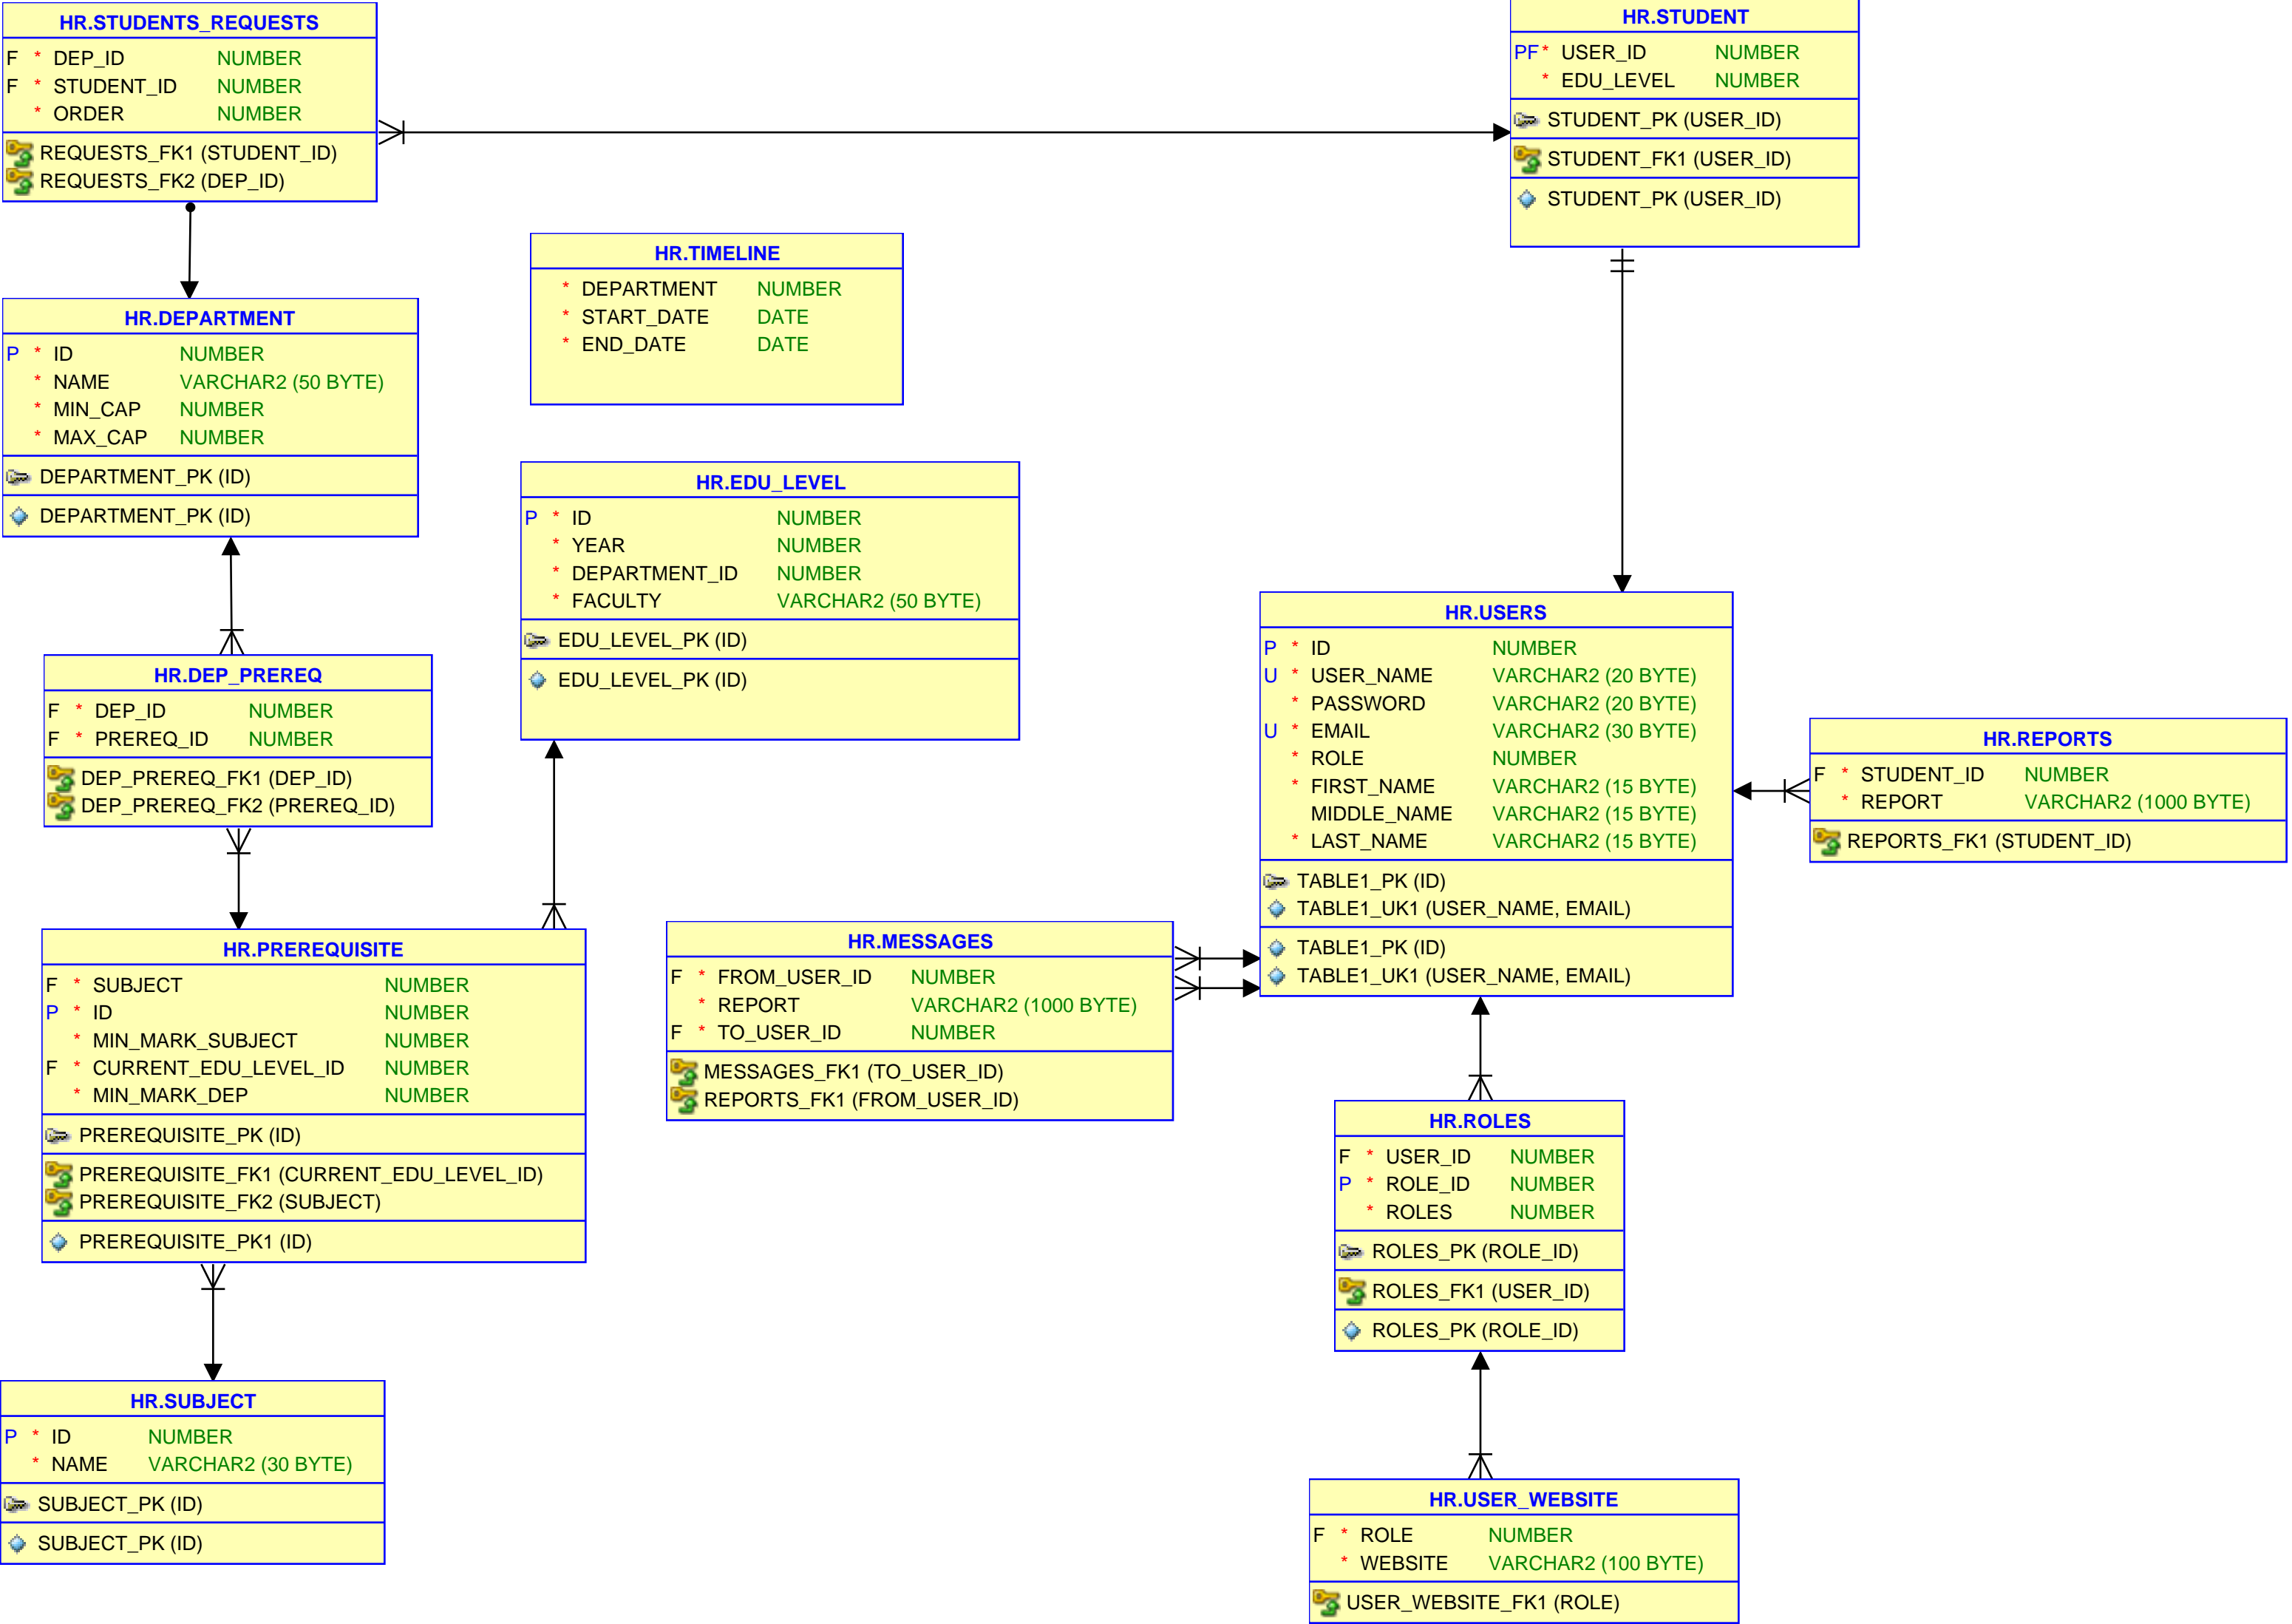 HR.STUDENTS_REQUESTS
F * DEP_ID NUMBER
F * STUDENT_ID NUMBER
* ORDER NUMBER
REQUESTS_FK1 (STUDENT_ID)
REQUESTS_FK2 (DEP_ID)
HR.STUDENT
PF* USER_ID NUMBER
* EDU_LEVEL NUMBER
STUDENT_PK (USER_ID)
STUDENT_FK1 (USER_ID)
STUDENT_PK (USER_ID)
HR.TIMELINE
* DEPARTMENT NUMBER
* START_DATE DATE
* END_DATE DATE
HR.DEPARTMENT
P * ID NUMBER
* NAME VARCHAR2 (50 BYTE)
* MIN_CAP NUMBER
* MAX_CAP NUMBER
DEPARTMENT_PK (ID)
DEPARTMENT_PK (ID)
HR.EDU_LEVEL
P * ID NUMBER
* YEAR NUMBER
* DEPARTMENT_ID NUMBER
* FACULTY VARCHAR2 (50 BYTE)
EDU_LEVEL_PK (ID)
EDU_LEVEL_PK (ID)
HR.USERS
P * ID NUMBER
U * USER_NAME VARCHAR2 (20 BYTE)
* PASSWORD VARCHAR2 (20 BYTE)
U * EMAIL VARCHAR2 (30 BYTE)
* ROLE NUMBER
* FIRST_NAME VARCHAR2 (15 BYTE)
MIDDLE_NAME VARCHAR2 (15 BYTE)
* LAST_NAME VARCHAR2 (15 BYTE)
TABLE1_PK (ID)
TABLE1_UK1 (USER_NAME, EMAIL)
TABLE1_PK (ID)
TABLE1_UK1 (USER_NAME, EMAIL)
HR.DEP_PREREQ
F * DEP_ID NUMBER
F * PREREQ_ID NUMBER
DEP_PREREQ_FK1 (DEP_ID)
DEP_PREREQ_FK2 (PREREQ_ID)
HR.REPORTS
F * STUDENT_ID NUMBER
* REPORT VARCHAR2 (1000 BYTE)
REPORTS_FK1 (STUDENT_ID)
HR.PREREQUISITE
F * SUBJECT NUMBER
P * ID NUMBER
* MIN_MARK_SUBJECT NUMBER
F * CURRENT_EDU_LEVEL_ID NUMBER
* MIN_MARK_DEP NUMBER
PREREQUISITE_PK (ID)
PREREQUISITE_FK1 (CURRENT_EDU_LEVEL_ID)
PREREQUISITE_FK2 (SUBJECT)
PREREQUISITE_PK1 (ID)
HR.MESSAGES
F * FROM_USER_ID NUMBER
* REPORT VARCHAR2 (1000 BYTE)
F * TO_USER_ID NUMBER
MESSAGES_FK1 (TO_USER_ID)
REPORTS_FK1 (FROM_USER_ID)
HR.ROLES
F * USER_ID NUMBER
P * ROLE_ID NUMBER
* ROLES NUMBER
ROLES_PK (ROLE_ID)
ROLES_FK1 (USER_ID)
ROLES_PK (ROLE_ID)
HR.SUBJECT
P * ID NUMBER
* NAME VARCHAR2 (30 BYTE)
SUBJECT_PK (ID)
SUBJECT_PK (ID)
HR.USER_WEBSITE
F * ROLE NUMBER
* WEBSITE VARCHAR2 (100 BYTE)
USER_WEBSITE_FK1 (ROLE)